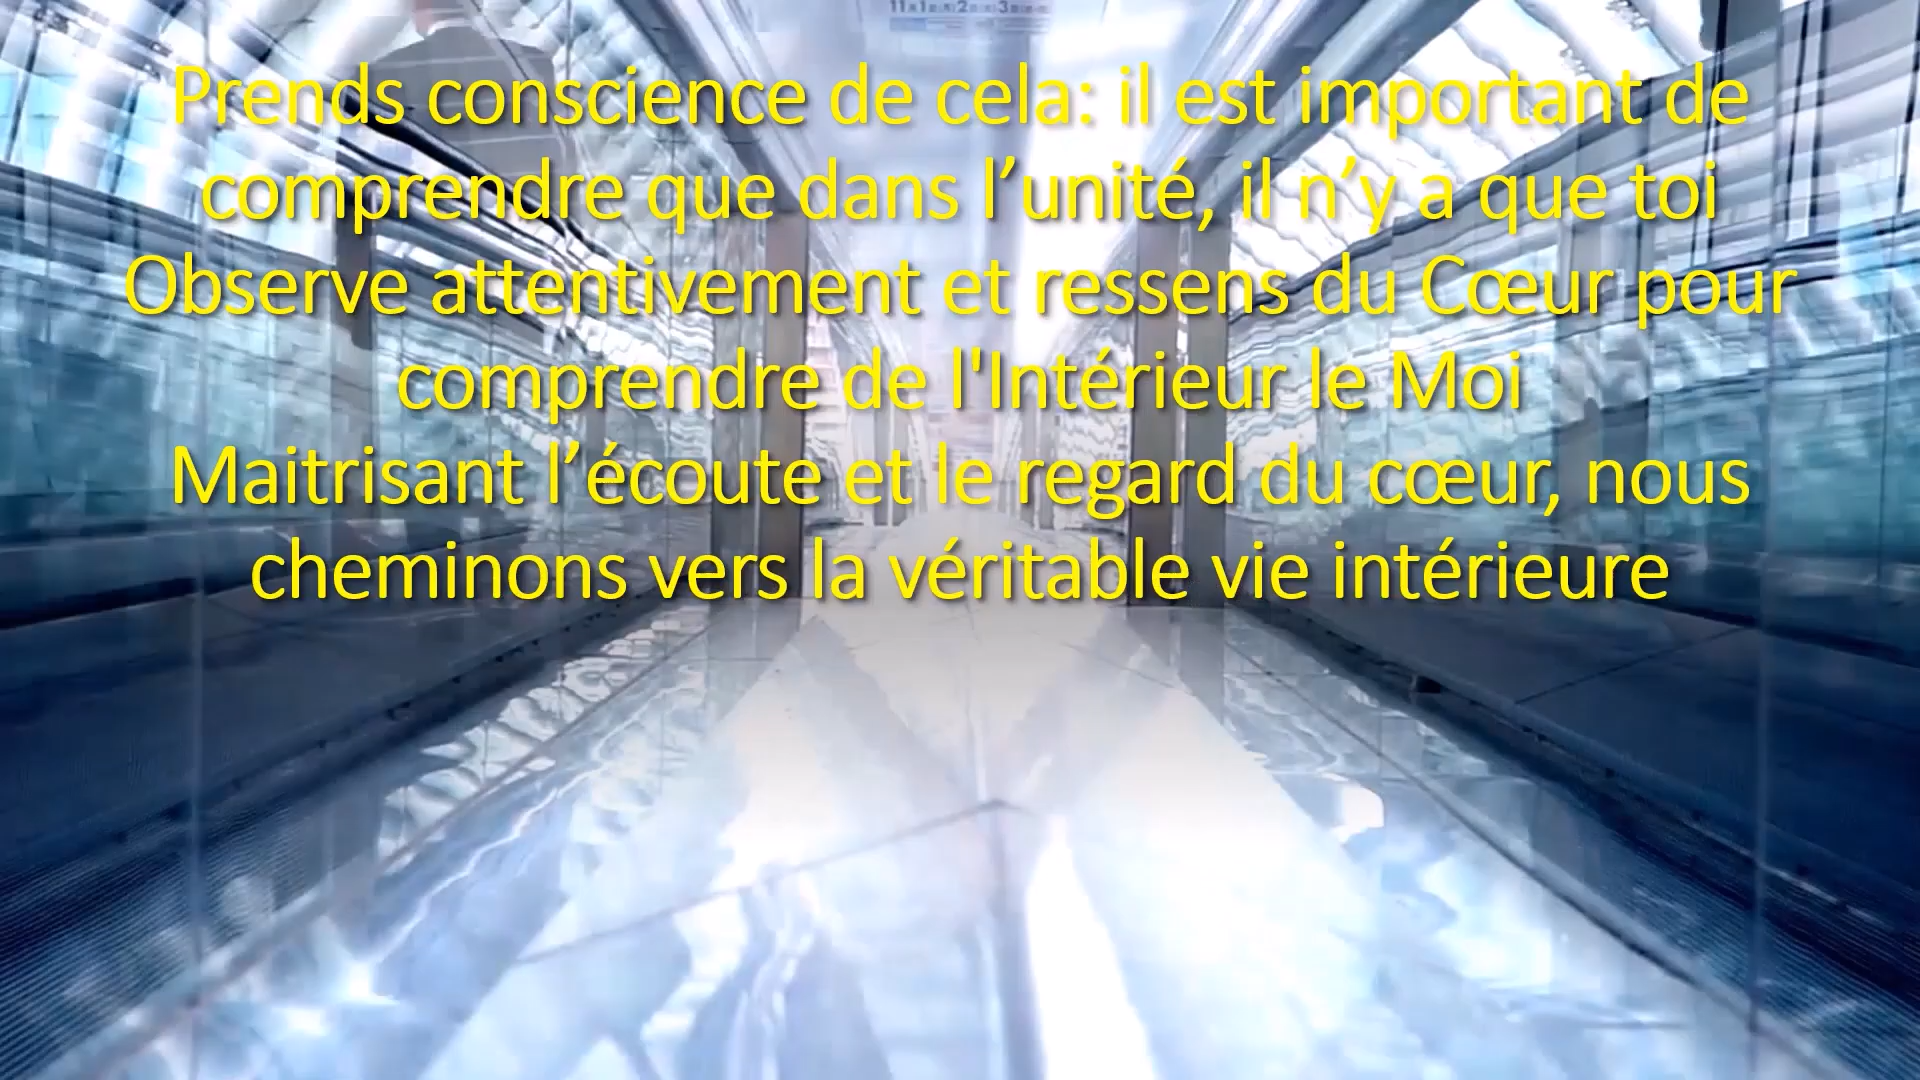 Prends conscience de cela: il est important de
comprendre que dans l’unité, il n’y a que toi
Observe attentivement et ressens du Cœur pour
comprendre de l'Intérieur le Moi
Maitrisant l’écoute et le regard du cœur, nous
cheminons vers la véritable vie intérieure